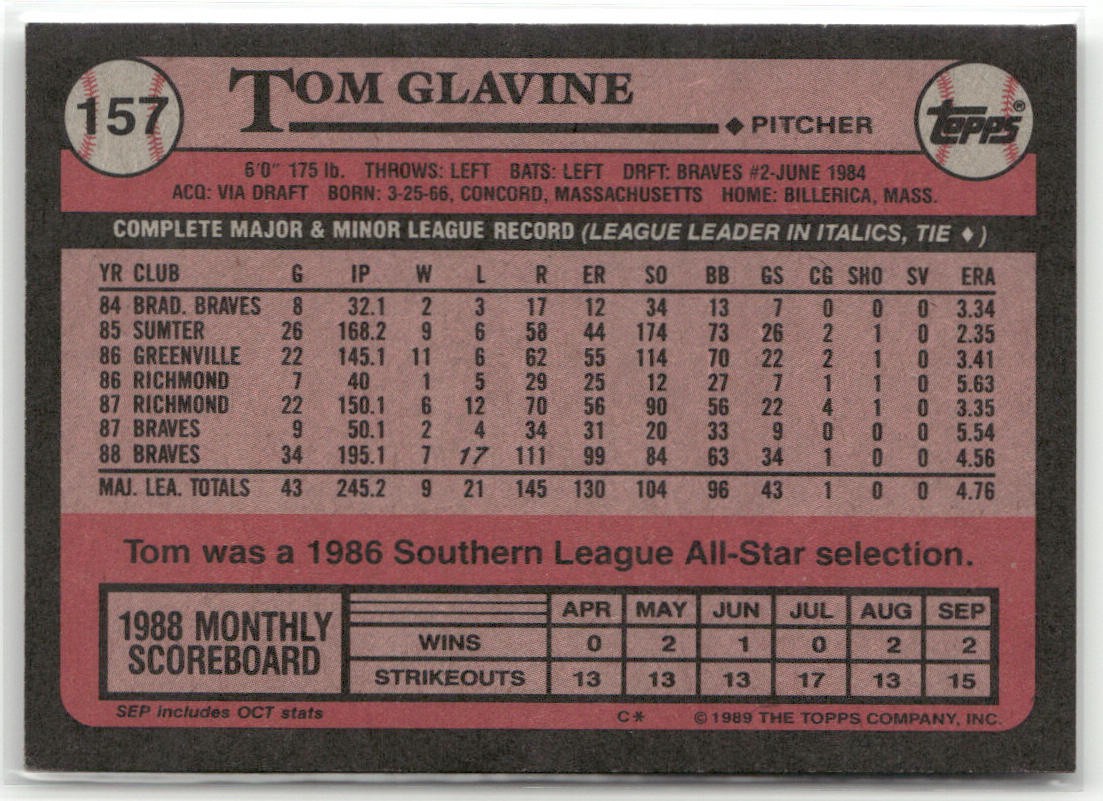 157
TOM GLAVINE
◆ PITCHER
topps®
6'0" 175 lb. THROWS: LEFT BATS: LEFT DRFT: BRAVES #2-JUNE 1984
ACQ: VIA DRAFT BORN: 3-25-66, CONCORD, MASSACHUSETTS HOME: BILLERICA, MASS.
COMPLETE MAJOR & MINOR LEAGUE RECORD (LEAGUE LEADER IN ITALICS, TIE ♦)
YR CLUB G IP W L R ER SO BB GS CG SHO SV ERA
84 BRAD. BRAVES 8 32.1 2 3 17 12 34 13 7 0 0 0 3.34
85 SUMTER 26 168.2 9 6 58 44 174 73 26 2 1 0 2.35
86 GREENVILLE 22 145.1 11 6 62 55 114 70 22 2 1 0 3.41
86 RICHMOND 7 40 1 5 29 25 12 27 7 1 1 0 5.63
87 RICHMOND 22 150.1 6 12 70 56 90 56 22 4 1 0 3.35
87 BRAVES 9 50.1 2 4 34 31 20 33 9 0 0 0 5.54
88 BRAVES 34 195.1 7 17 111 99 84 63 34 1 0 0 4.56
MAJ. LEA. TOTALS 43 245.2 9 21 145 130 104 96 43 1 0 0 4.76
Tom was a 1986 Southern League All-Star selection.
1988 MONTHLY
SCOREBOARD
APR MAY JUN JUL AUG SEP
WINS 0 2 1 0 2 2
STRIKEOUTS 13 13 13 17 13 15
SEP includes OCT stats
C*
© 1989 THE TOPPS COMPANY, INC.